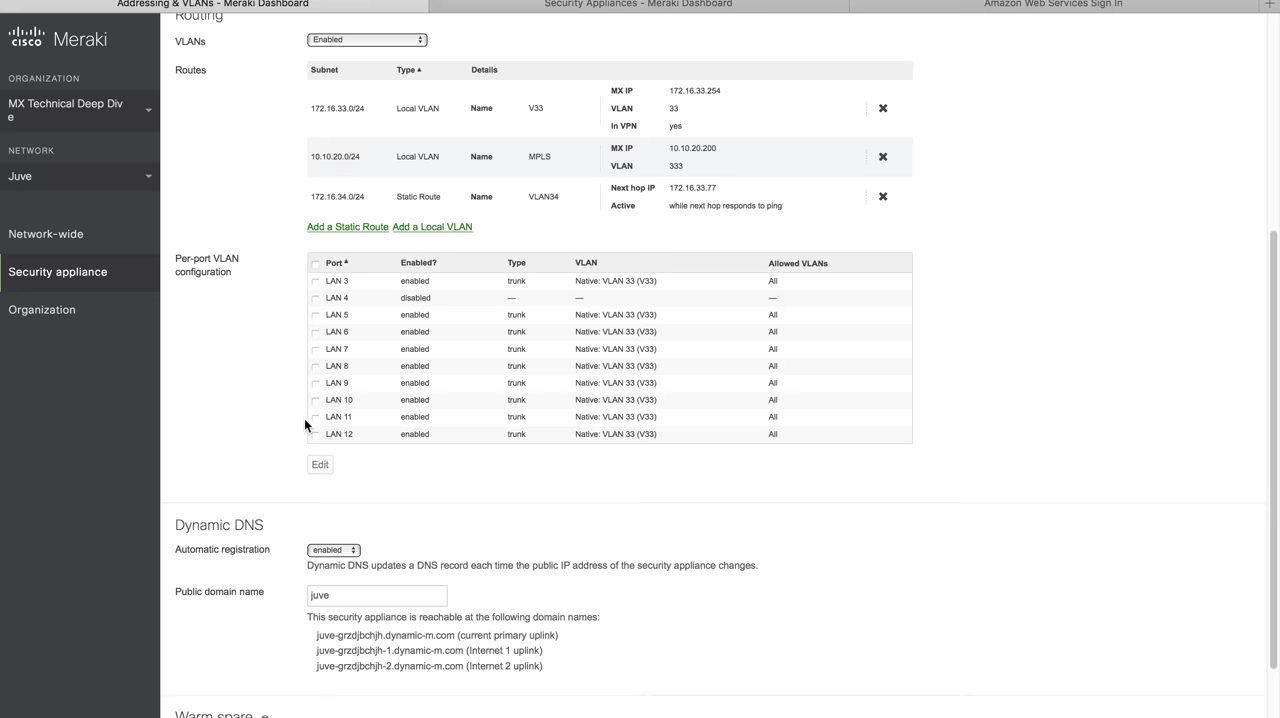 Addressing & VLANs - Meraki Dashboard
Security Appliances - Meraki Dashboard
Amazon Web Services Sign In
cisco Meraki
ORGANIZATION
MX Technical Deep Div
e
NETWORK
Juve
Network-wide
Security appliance
Organization
Routing
VLANs
Enabled
Routes
Subnet Type Details
172.16.33.0/24 Local VLAN Name V33
MX IP 172.16.33.254
VLAN 33
In VPN yes
10.10.20.0/24 Local VLAN Name MPLS
MX IP 10.10.20.200
VLAN 333
172.16.34.0/24 Static Route Name VLAN34
Next hop IP 172.16.33.77
Active while next hop responds to ping
Add a Static Route Add a Local VLAN
Per-port VLAN
configuration
Port Enabled? Type VLAN Allowed VLANs
LAN 3 enabled trunk Native: VLAN 33 (V33) All
LAN 4 disabled — — —
LAN 5 enabled trunk Native: VLAN 33 (V33) All
LAN 6 enabled trunk Native: VLAN 33 (V33) All
LAN 7 enabled trunk Native: VLAN 33 (V33) All
LAN 8 enabled trunk Native: VLAN 33 (V33) All
LAN 9 enabled trunk Native: VLAN 33 (V33) All
LAN 10 enabled trunk Native: VLAN 33 (V33) All
LAN 11 enabled trunk Native: VLAN 33 (V33) All
LAN 12 enabled trunk Native: VLAN 33 (V33) All
Edit
Dynamic DNS
Automatic registration
enabled
Dynamic DNS updates a DNS record each time the public IP address of the security appliance changes.
Public domain name
juve
This security appliance is reachable at the following domain names:
juve-grzdjbchjh.dynamic-m.com (current primary uplink)
juve-grzdjbchjh-1.dynamic-m.com (Internet 1 uplink)
juve-grzdjbchjh-2.dynamic-m.com (Internet 2 uplink)
Warm spare